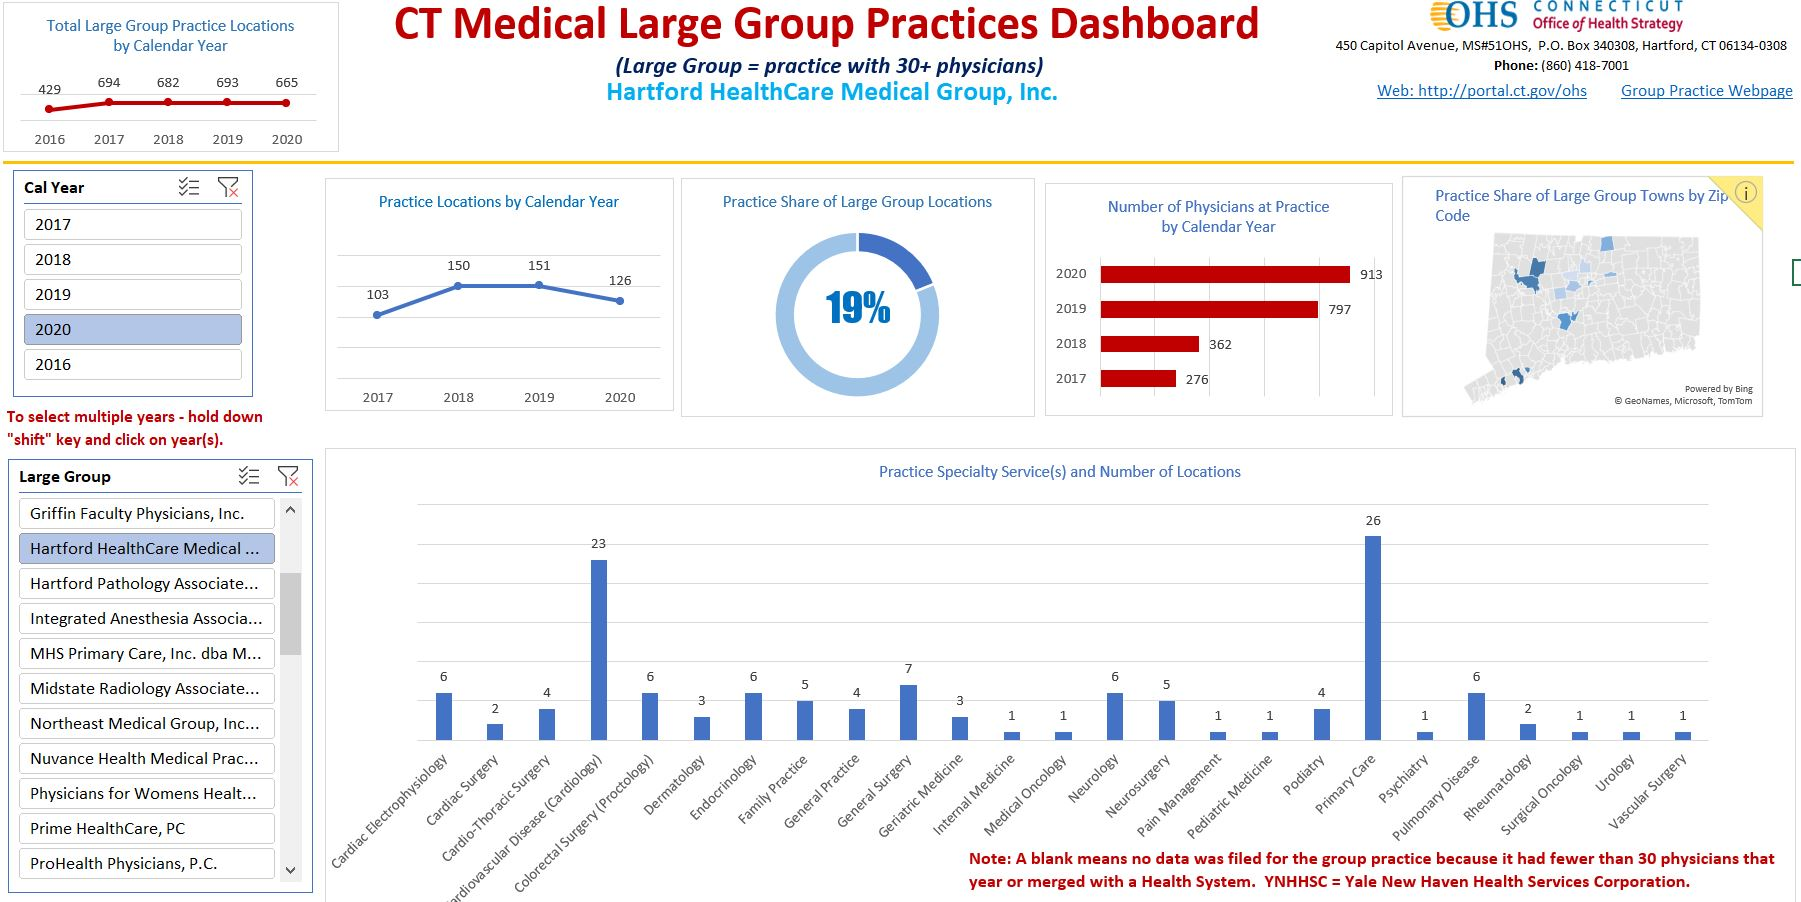 Total Large Group Practice Locations
by Calendar Year
429
694
682
693
665
2016
2017
2018
2019
2020
CT Medical Large Group Practices Dashboard
(Large Group = practice with 30+ physicians)
Hartford HealthCare Medical Group, Inc.
OHS
CONNECTICUT
Office of Health Strategy
450 Capitol Avenue, MS#51OHS, P.O. Box 340308, Hartford, CT 06134-0308
Phone: (860) 418-7001
Web: http://portal.ct.gov/ohs
Group Practice Webpage
Cal Year
2017
2018
2019
2020
2016
To select multiple years - hold down
"shift" key and click on year(s).
Practice Locations by Calendar Year
103
150
151
126
2017
2018
2019
2020
Practice Share of Large Group Locations
19%
Number of Physicians at Practice
by Calendar Year
2020
913
2019
797
2018
362
2017
276
Practice Share of Large Group Towns by Zip
Code
i
Powered by Bing
© GeoNames, Microsoft, TomTom
Large Group
Griffin Faculty Physicians, Inc.
Hartford HealthCare Medical ...
Hartford Pathology Associate...
Integrated Anesthesia Associa...
MHS Primary Care, Inc. dba M...
Midstate Radiology Associate...
Northeast Medical Group, Inc...
Nuvance Health Medical Prac...
Physicians for Womens Healt...
Prime HealthCare, PC
ProHealth Physicians, P.C.
Practice Specialty Service(s) and Number of Locations
6
2
4
23
6
3
6
5
4
7
3
1
1
6
5
1
1
4
26
1
6
2
1
1
1
Cardiac Electrophysiology
Cardiac Surgery
Cardio-Thoracic Surgery
rdiovascular Disease (Cardiology)
Colorectal Surgery (Proctology)
Dermatology
Endocrinology
Family Practice
General Practice
General Surgery
Geriatric Medicine
Internal Medicine
Medical Oncology
Neurology
Neurosurgery
Pain Management
Pediatric Medicine
Podiatry
Primary Care
Psychiatry
Pulmonary Disease
Rheumatology
Surgical Oncology
Urology
Vascular Surgery
Note: A blank means no data was filed for the group practice because it had fewer than 30 physicians that
year or merged with a Health System. YNHHSC = Yale New Haven Health Services Corporation.